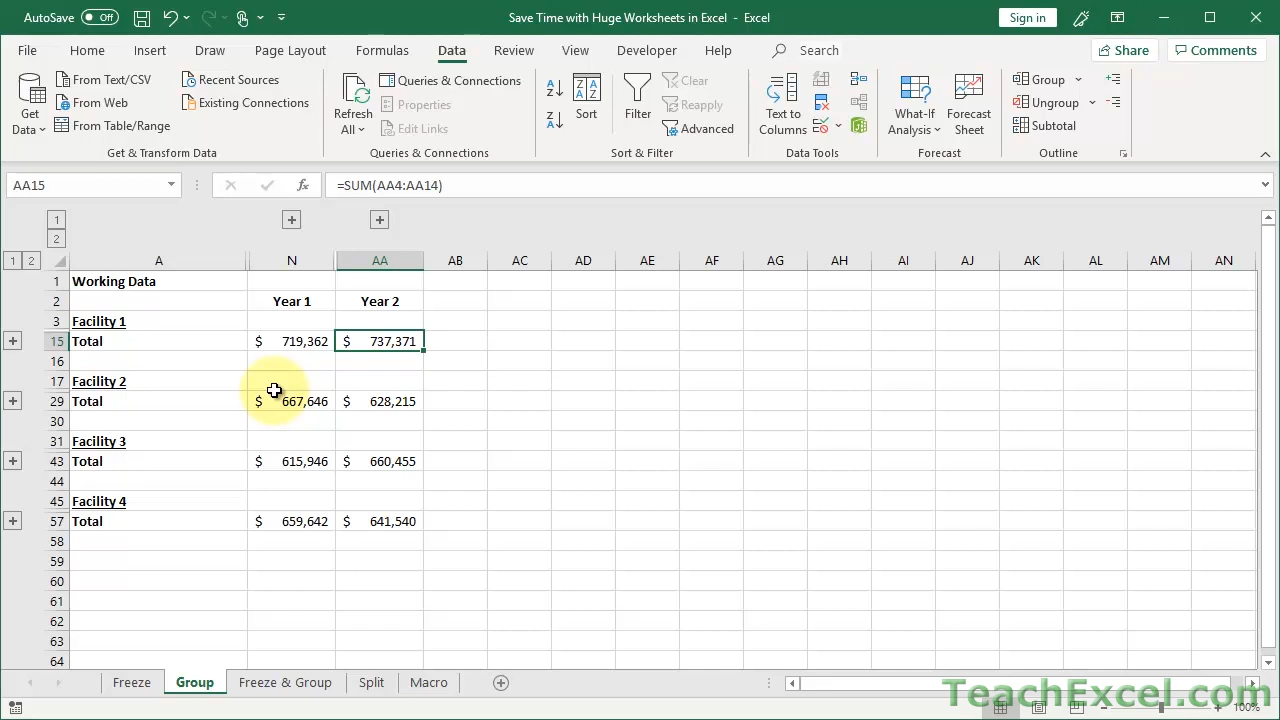 AutoSave Off
Save Time with Huge Worksheets in Excel - Excel
Sign in
File Home Insert Draw Page Layout Formulas Data Review View Developer Help Search Share Comments
Get Data
From Text/CSV
From Web
From Table/Range
Recent Sources
Existing Connections
Get & Transform Data
Refresh All
Queries & Connections
Properties
Edit Links
Queries & Connections
Sort
Filter
Clear
Reapply
Advanced
Sort & Filter
Text to Columns
Data Tools
What-If Analysis
Forecast Sheet
Forecast
Group
Ungroup
Subtotal
Outline
AA15 fx =SUM(AA4:AA14)
1
2
1 2 A N AA AB AC AD AE AF AG AH AI AJ AK AL AM AN
1 Working Data
2 Year 1 Year 2
3 Facility 1
15 Total $ 719,362 $ 737,371
16
17 Facility 2
29 Total $ 667,646 $ 628,215
30
31 Facility 3
43 Total $ 615,946 $ 660,455
44
45 Facility 4
57 Total $ 659,642 $ 641,540
58
59
60
61
62
63
64
Freeze Group Freeze & Group Split Macro
TeachExcel.com
100%